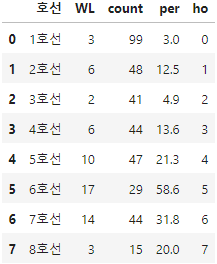 호선 WL count per ho
0 1호선 3 99 3.0 0
1 2호선 6 48 12.5 1
2 3호선 2 41 4.9 2
3 4호선 6 44 13.6 3
4 5호선 10 47 21.3 4
5 6호선 17 29 58.6 5
6 7호선 14 44 31.8 6
7 8호선 3 15 20.0 7